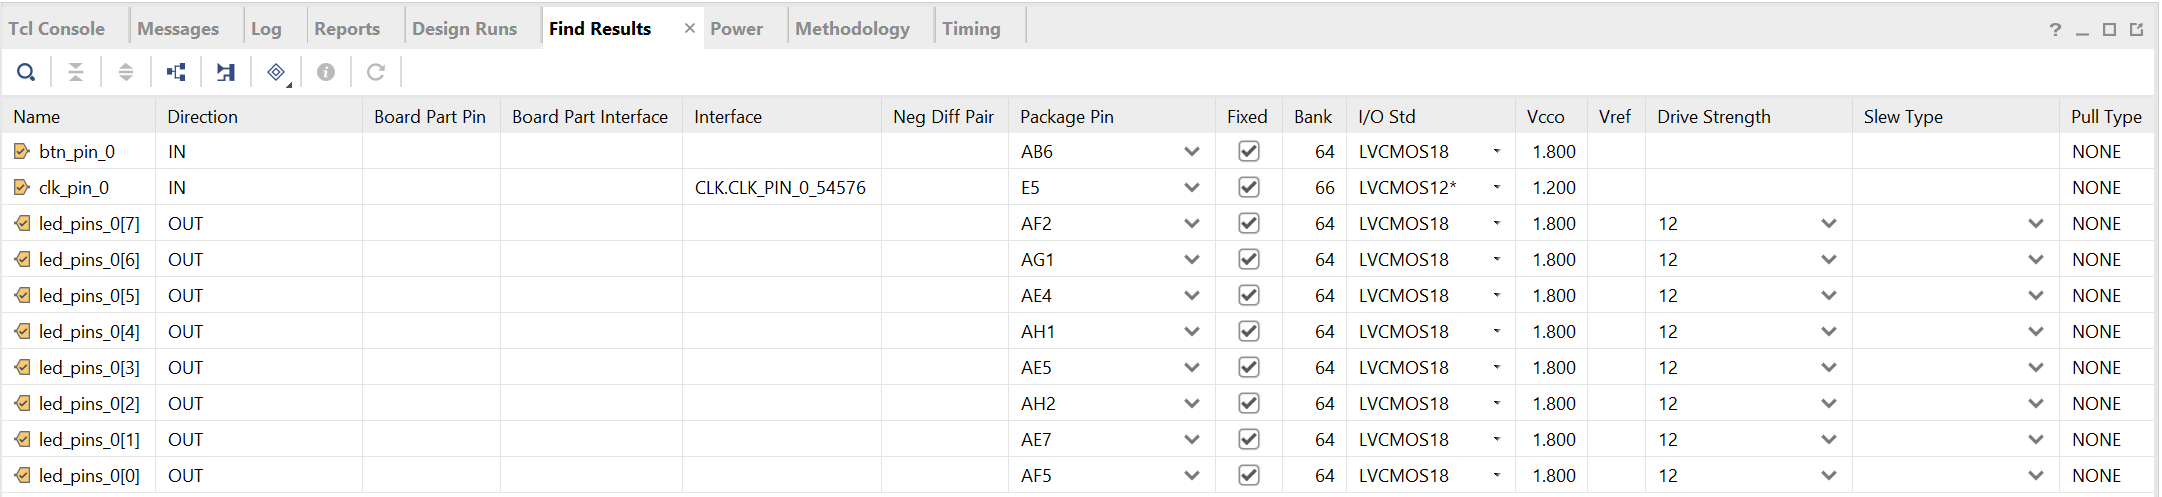 Tcl Console Messages Log Reports Design Runs Find Results × Power Methodology Timing ?
Name Direction Board Part Pin Board Part Interface Interface Neg Diff Pair Package Pin Fixed Bank I/O Std Vcco Vref Drive Strength Slew Type Pull Type
btn_pin_0 IN AB6 64 LVCMOS18 1.800 NONE
clk_pin_0 IN CLK.CLK_PIN_0_54576 E5 66 LVCMOS12* 1.200 NONE
led_pins_0[7] OUT AF2 64 LVCMOS18 1.800 12 NONE
led_pins_0[6] OUT AG1 64 LVCMOS18 1.800 12 NONE
led_pins_0[5] OUT AE4 64 LVCMOS18 1.800 12 NONE
led_pins_0[4] OUT AH1 64 LVCMOS18 1.800 12 NONE
led_pins_0[3] OUT AE5 64 LVCMOS18 1.800 12 NONE
led_pins_0[2] OUT AH2 64 LVCMOS18 1.800 12 NONE
led_pins_0[1] OUT AE7 64 LVCMOS18 1.800 12 NONE
led_pins_0[0] OUT AF5 64 LVCMOS18 1.800 12 NONE